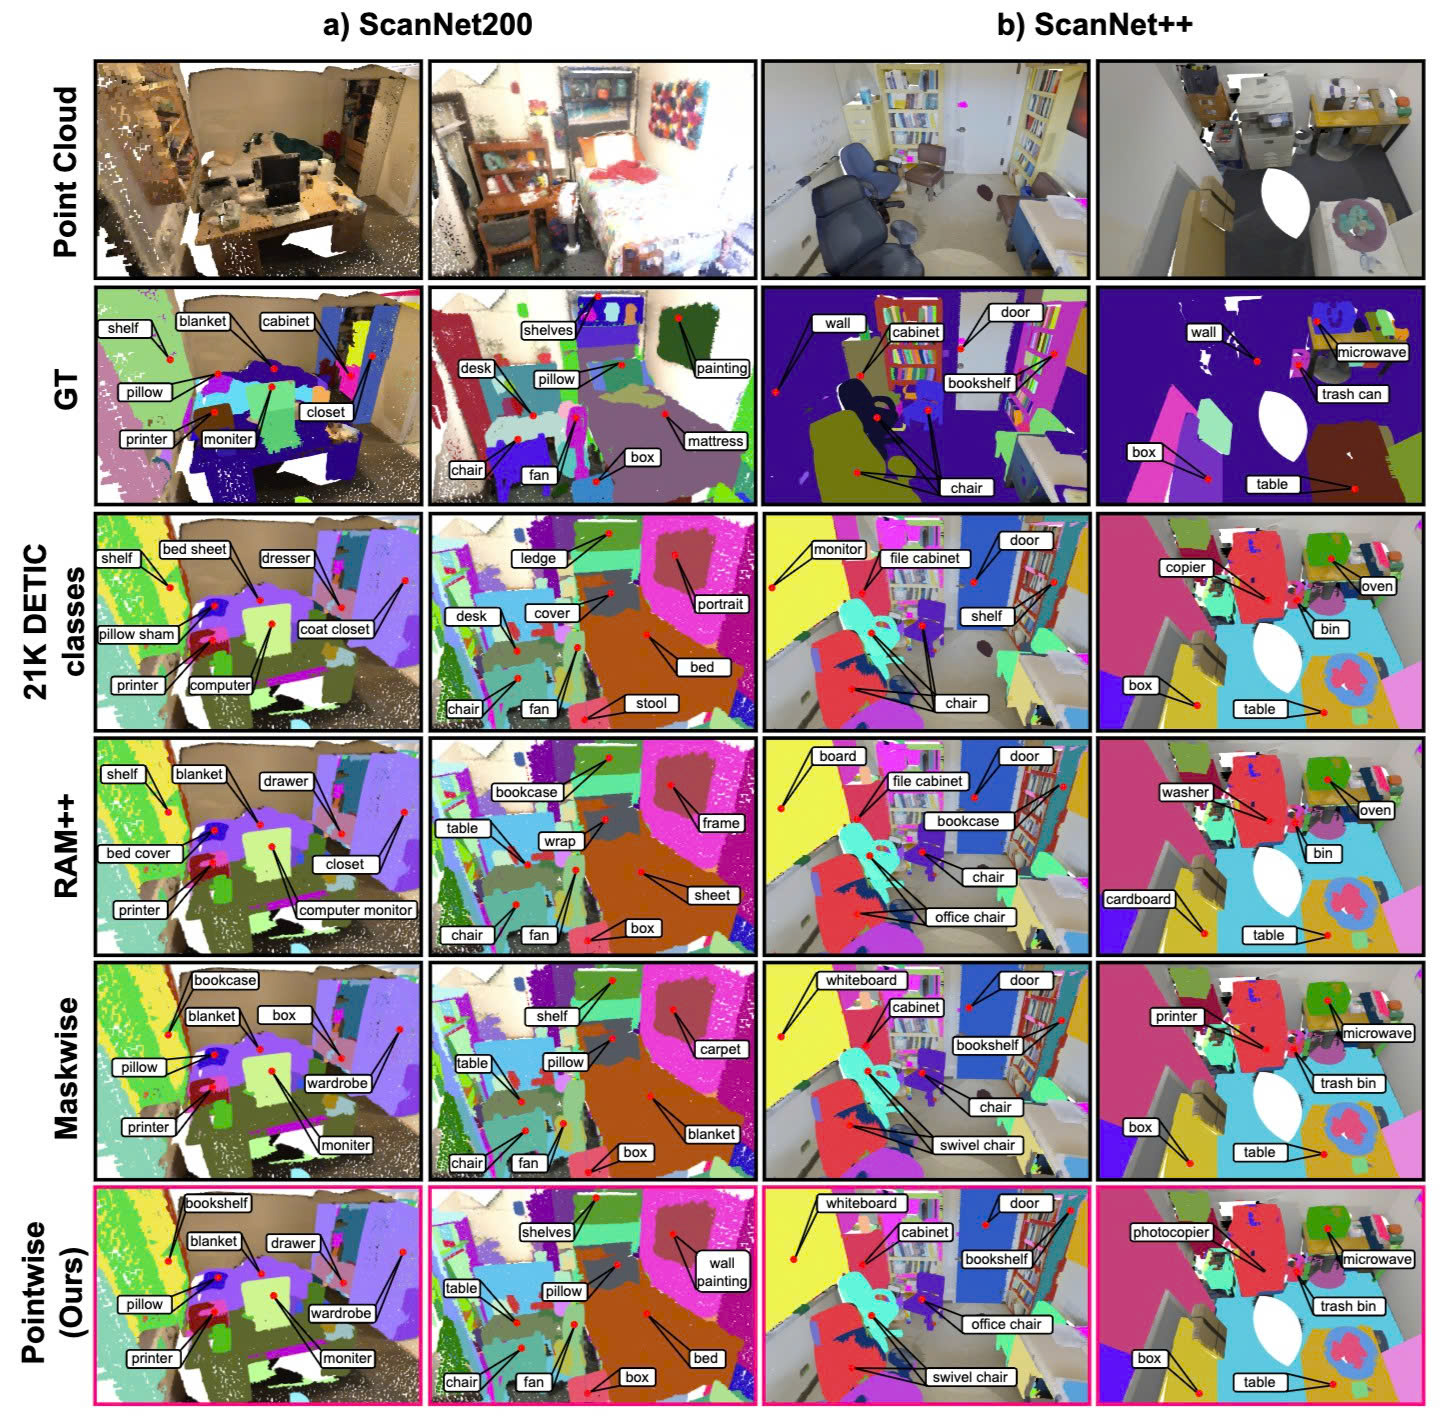 a) ScanNet200
b) ScanNet++
Point Cloud
GT
shelf
blanket
cabinet
pillow
closet
printer
moniter
shelves
desk
pillow
painting
mattress
chair
fan
box
wall
cabinet
door
bookshelf
chair
wall
microwave
trash can
box
table
21K DETIC
classes
shelf
bed sheet
dresser
pillow sham
coat closet
printer
computer
ledge
desk
cover
portrait
bed
chair
fan
stool
monitor
file cabinet
door
shelf
chair
copier
oven
bin
box
table
RAM++
shelf
blanket
drawer
bed cover
closet
printer
computer monitor
bookcase
table
wrap
frame
sheet
chair
fan
box
board
file cabinet
door
bookcase
chair
office chair
washer
oven
bin
cardboard
table
Maskwise
bookcase
blanket
box
pillow
wardrobe
printer
moniter
shelf
table
pillow
carpet
blanket
chair
fan
box
whiteboard
cabinet
door
bookshelf
chair
swivel chair
printer
microwave
trash bin
box
table
Pointwise
(Ours)
bookshelf
blanket
drawer
pillow
wardrobe
printer
moniter
shelves
table
pillow
wall
painting
bed
chair
fan
box
whiteboard
cabinet
door
bookshelf
office chair
swivel chair
photocopier
microwave
trash bin
box
table